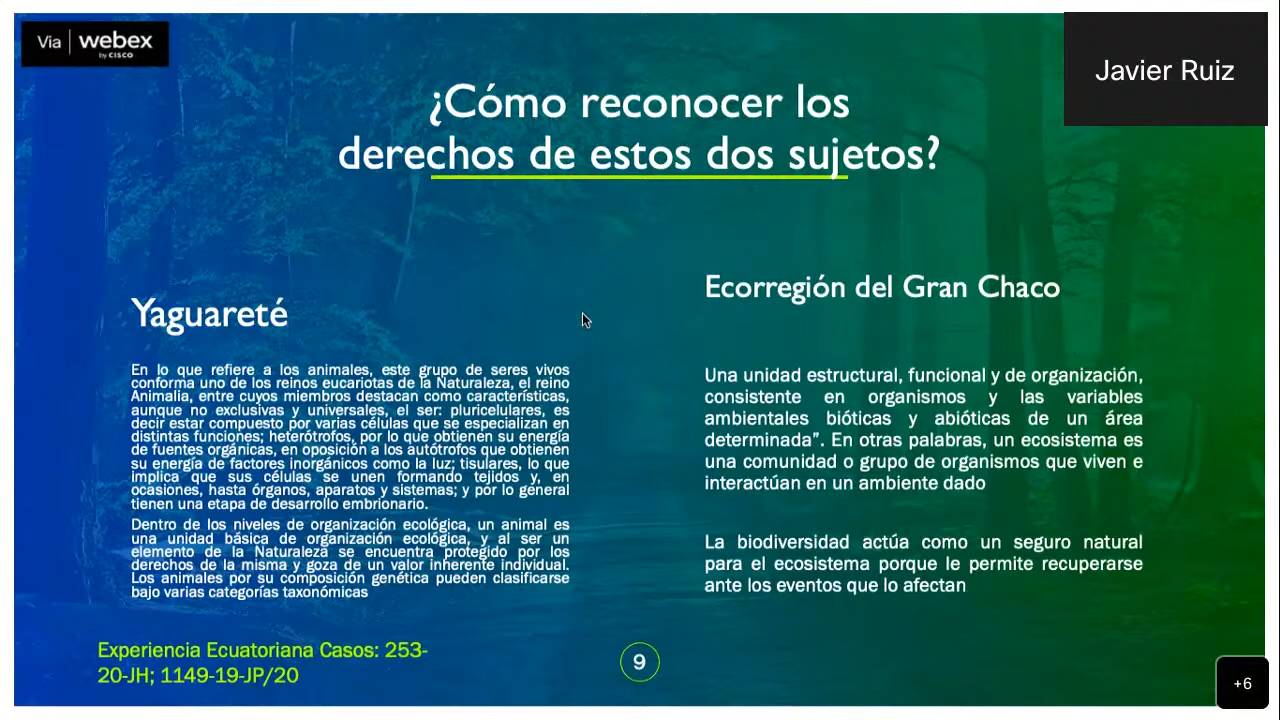 Via | webex
by CISCO
Javier Ruiz
¿Cómo reconocer los
derechos de estos dos sujetos?
Yaguareté
En lo que refiere a los animales, este grupo de seres vivos
conforma uno de los reinos eucariotas de la Naturaleza, el reino
Animalia, entre cuyos miembros destacan como características,
aunque no exclusivas y universales, el ser: pluricelulares, es
decir estar compuesto por varias células que se especializan en
distintas funciones; heterótrofos, por lo que obtienen su energía
de fuentes orgánicas, en oposición a los autótrofos que obtienen
su energía de factores inorgánicos como la luz; tisulares, lo que
implica que sus células se unen formando tejidos y, en
ocasiones, hasta órganos, aparatos y sistemas; y por lo general
tienen una etapa de desarrollo embrionario.
Dentro de los niveles de organización ecológica, un animal es
una unidad básica de organización ecológica, y al ser un
elemento de la Naturaleza se encuentra protegido por los
derechos de la misma y goza de un valor inherente individual.
Los animales por su composición genética pueden clasificarse
bajo varias categorías taxonómicas
Ecorregión del Gran Chaco
Una unidad estructural, funcional y de organización,
consistente en organismos y las variables
ambientales bióticas y abióticas de un área
determinada”. En otras palabras, un ecosistema es
una comunidad o grupo de organismos que viven e
interactúan en un ambiente dado
La biodiversidad actúa como un seguro natural
para el ecosistema porque le permite recuperarse
ante los eventos que lo afectan
Experiencia Ecuatoriana Casos: 253-
20-JH; 1149-19-JP/20
9
+6